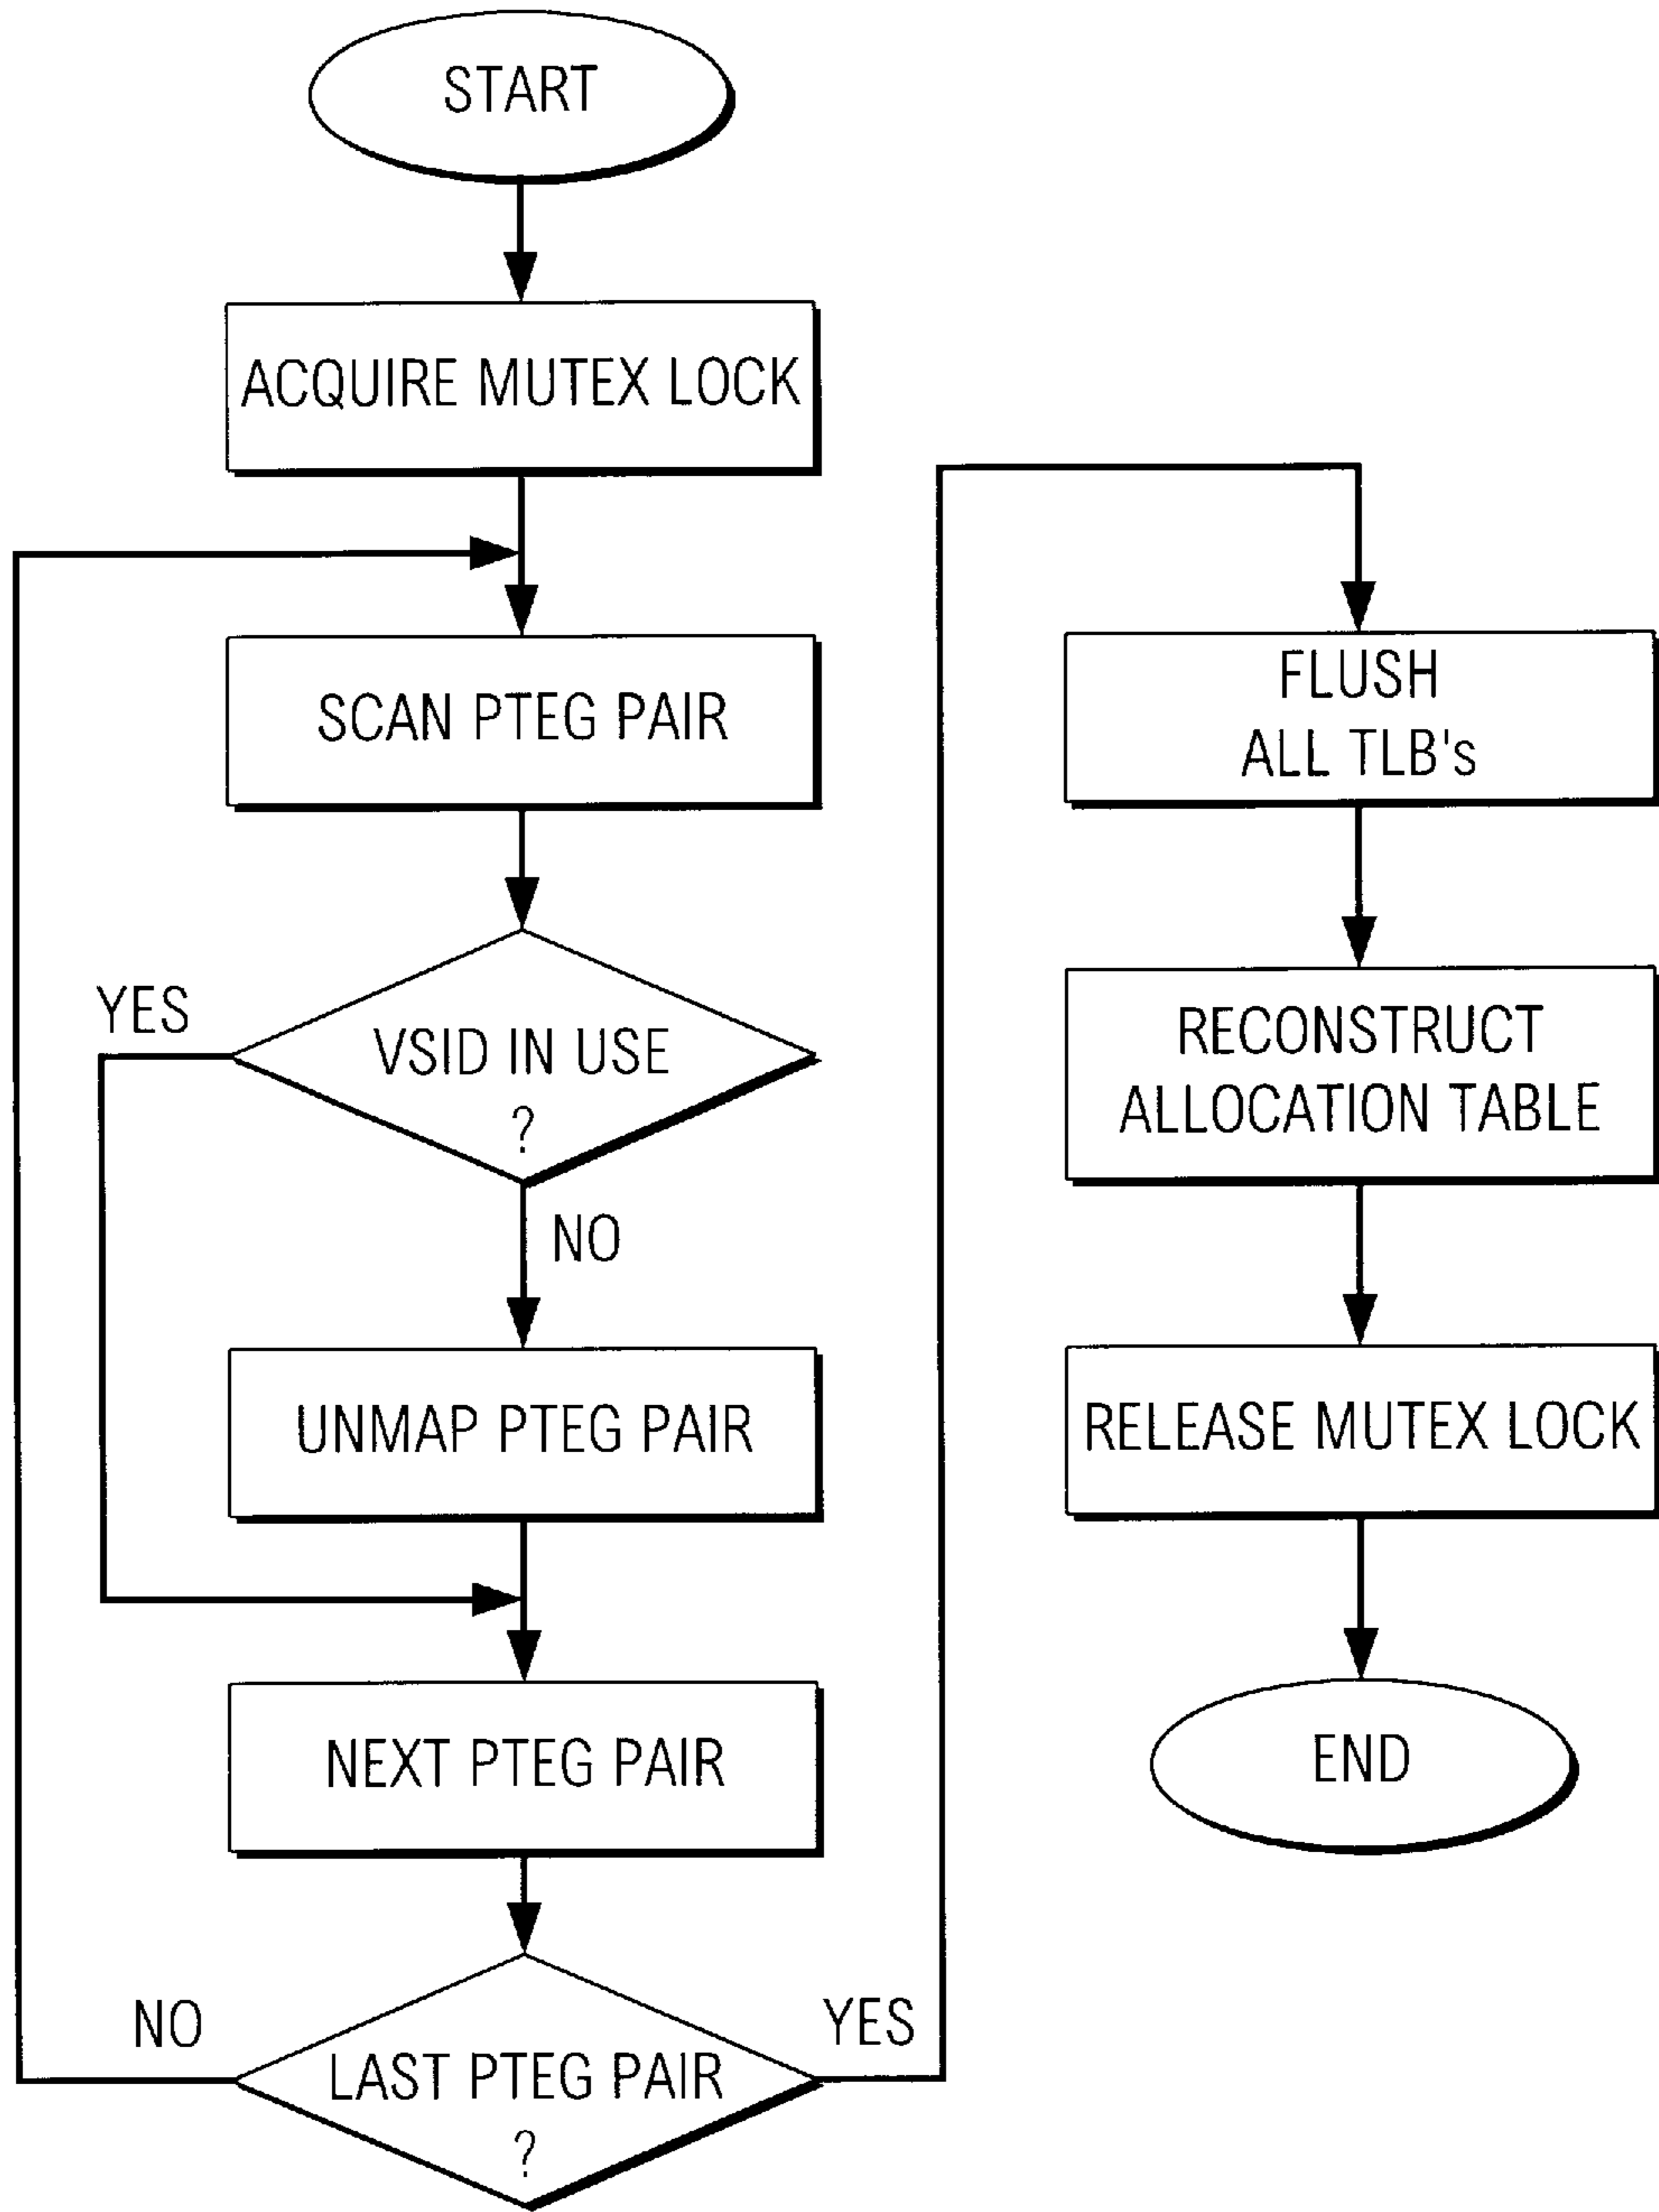 START
ACQUIRE MUTEX LOCK
SCAN PTEG PAIR
YES
VSID IN USE
?
NO
UNMAP PTEG PAIR
NEXT PTEG PAIR
NO
YES
LAST PTEG PAIR
?
FLUSH
ALL TLB's
RECONSTRUCT
ALLOCATION TABLE
RELEASE MUTEX LOCK
END